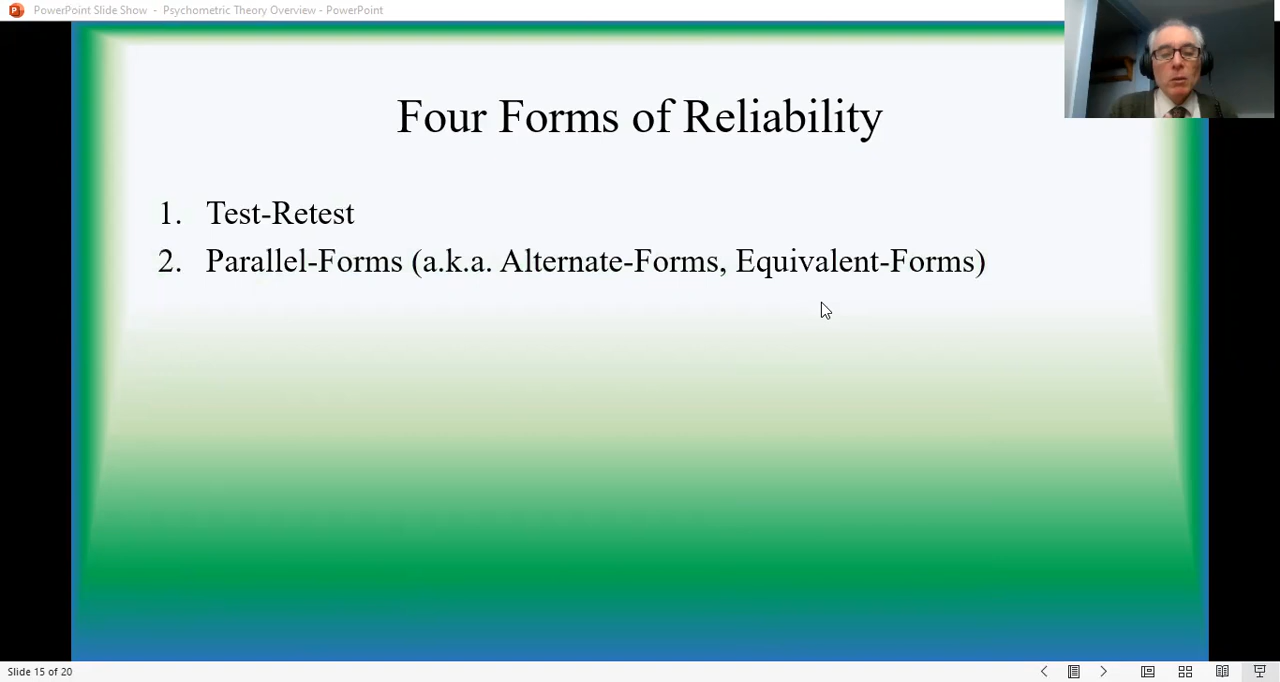 PowerPoint Slide Show - Psychometric Theory Overview - PowerPoint
Four Forms of Reliability
1. Test-Retest
2. Parallel-Forms (a.k.a. Alternate-Forms, Equivalent-Forms)
Slide 15 of 20